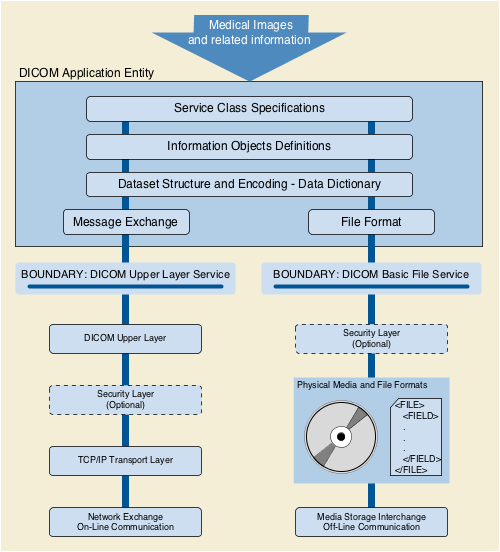 Medical Images
and related information
DICOM Application Entity
Service Class Specifications
Information Objects Definitions
Dataset Structure and Encoding - Data Dictionary
Message Exchange
File Format
BOUNDARY: DICOM Upper Layer Service
BOUNDARY: DICOM Basic File Service
DICOM Upper Layer
Security Layer
(Optional)
TCP/IP Transport Layer
Network Exchange
On-Line Communication
Security Layer
(Optional)
Physical Media and File Formats
<FILE>
<FIELD>
.
.
.
</FIELD>
</FILE>
Media Storage Interchange
Off-Line Communication